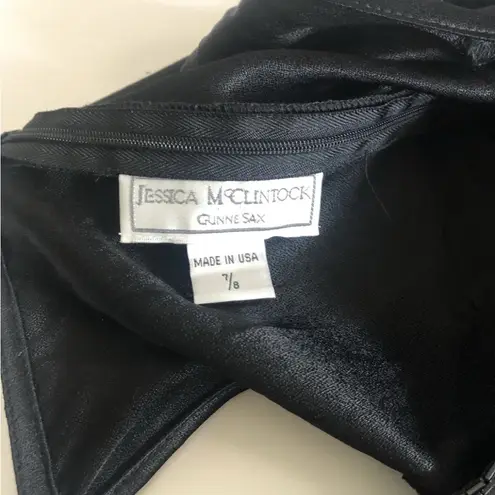 JESSICA MCCLINTOCK
GUNNE SAX
MADE IN USA
7/8